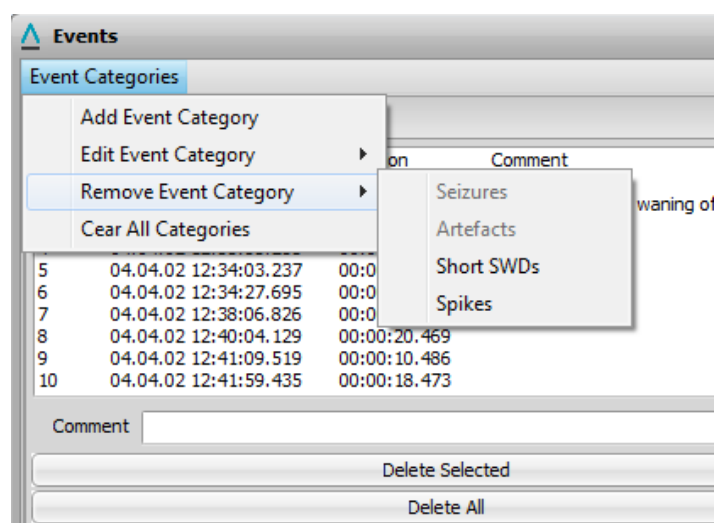 Events
Event Categories
Add Event Category
Edit Event Category
Remove Event Category
Cear All Categories
on Comment
Seizures
Artefacts
Short SWDs
Spikes
waning of
5 04.04.02 12:34:03.237 00:0
6 04.04.02 12:34:27.695 00:0
7 04.04.02 12:38:06.826 00:0
8 04.04.02 12:40:04.129 00:00:20.469
9 04.04.02 12:41:09.519 00:00:10.486
10 04.04.02 12:41:59.435 00:00:18.473
Comment
Delete Selected
Delete All